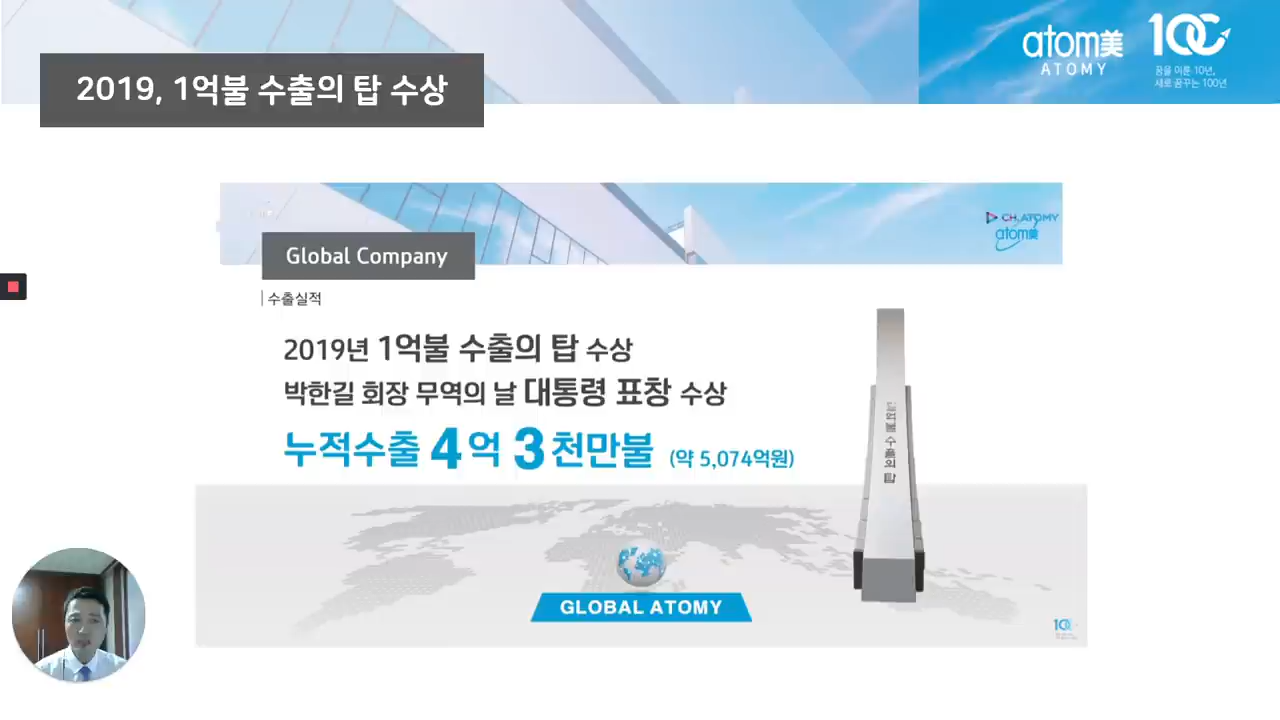 2019, 1억불 수출의 탑 수상
atom美
ATOMY
100
꿈을 이룬 10년,
새로 꿈꾸는 100년
CH.ATOMY
atom美
Global Company
수출실적
2019년 1억불 수출의 탑 수상
박한길 회장 무역의 날 대통령 표창 수상
누적수출 4억 3천만불 (약 5,074억원)
수출의 탑
GLOBAL ATOMY
100